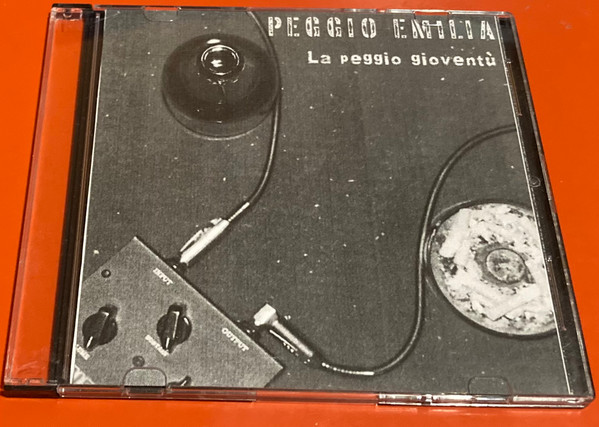 PEGGIO EMILIA
La peggio gioventù
INPUT
OUTPUT